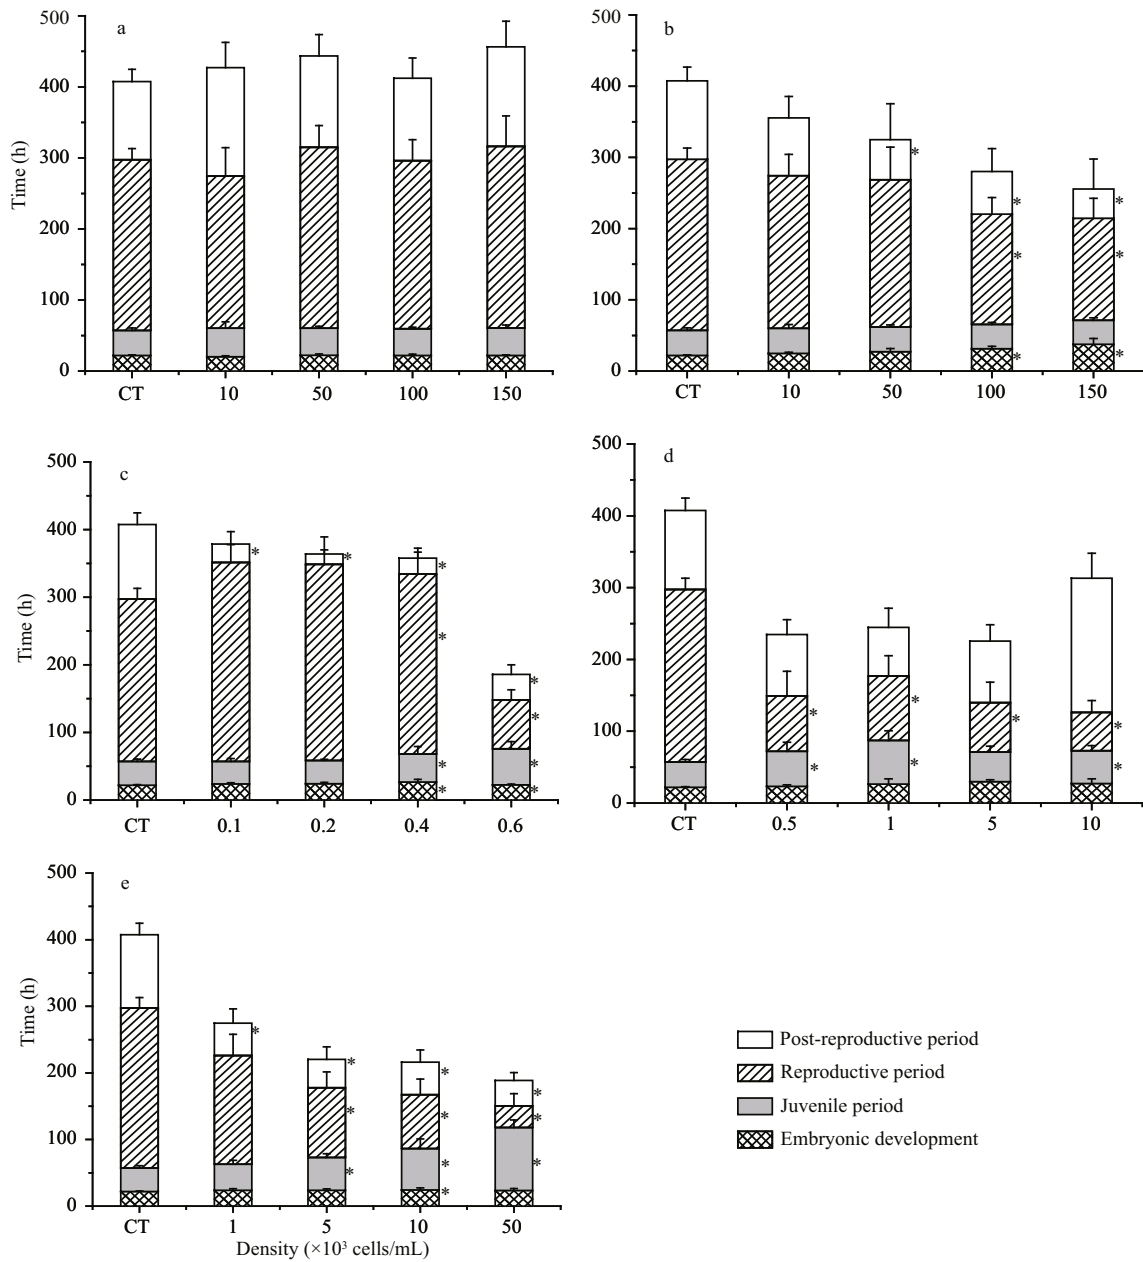 a
500
400
300
200
100
0
Time (h)
CT 10 50 100 150
b
500
400
300
200
100
0
CT 10 50 100 150
c
500
400
300
200
100
0
Time (h)
* * * * * * * * * *
CT 0.1 0.2 0.4 0.6
d
500
400
300
200
100
0
CT 0.5 1 5 10
e
500
400
300
200
100
0
Time (h)
CT 1 5 10 50
Density (×10³ cells/mL)
Post-reproductive period
Reproductive period
Juvenile period
Embryonic development